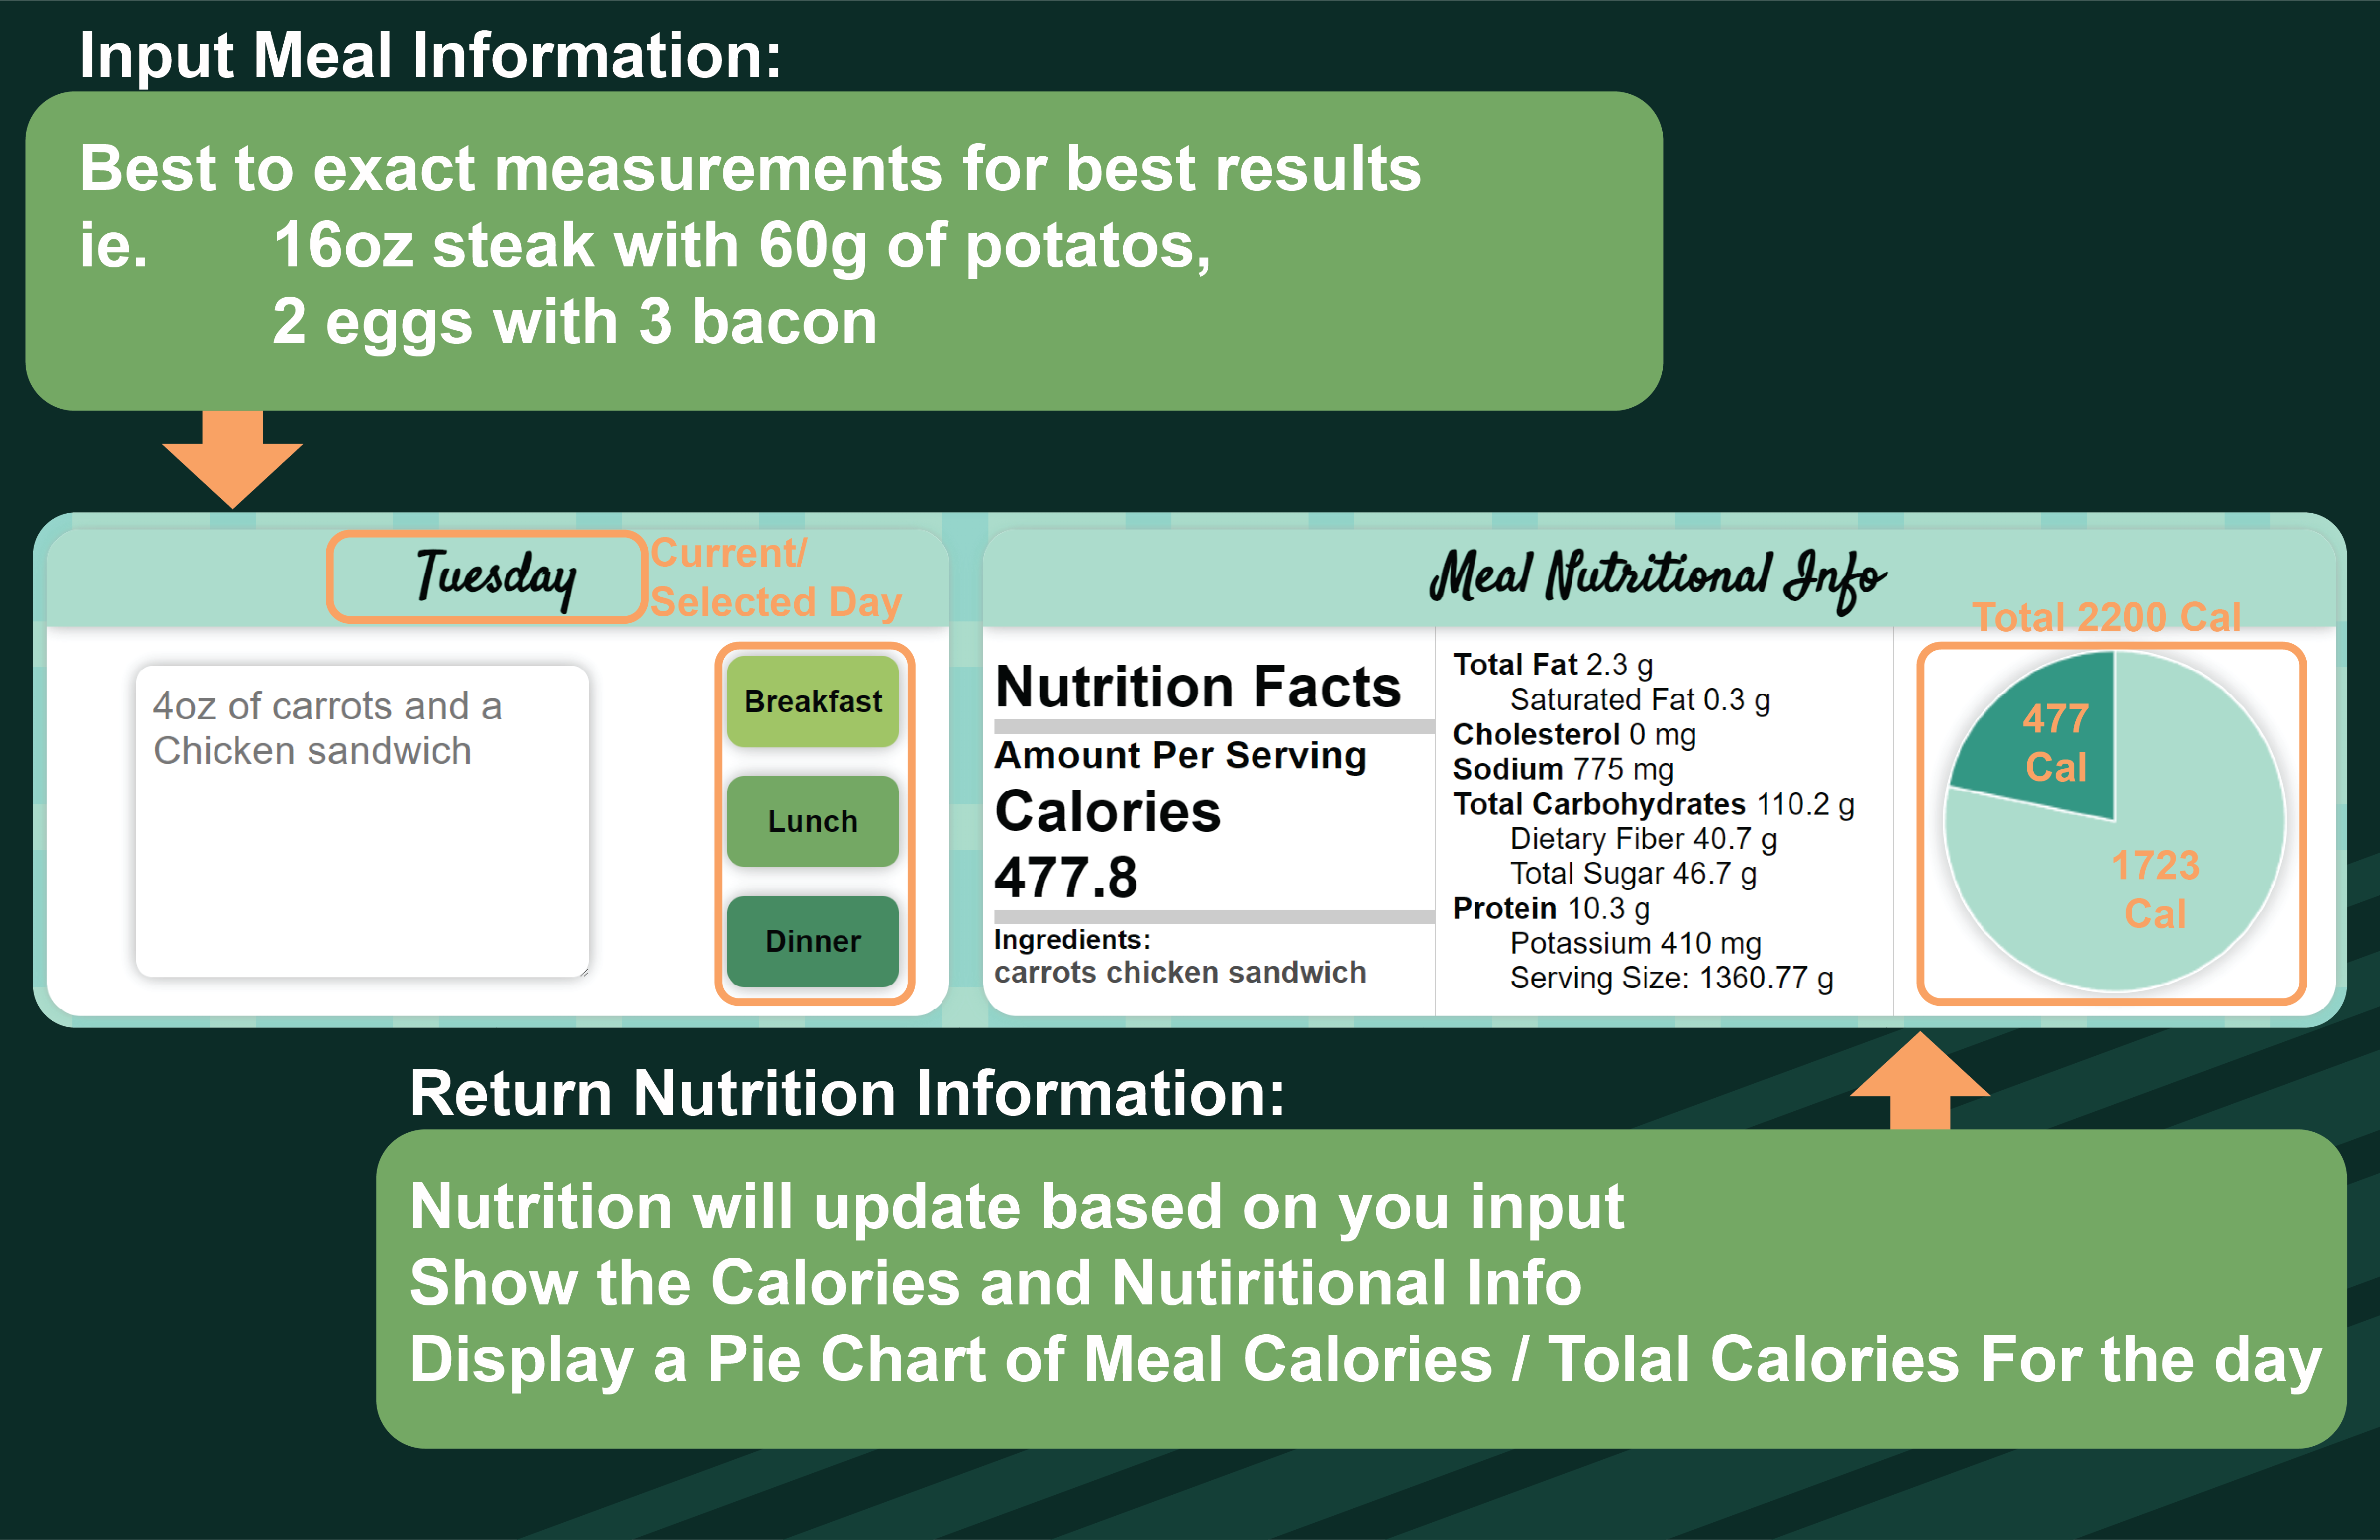 Input Meal Information:
Best to exact measurements for best results
ie. 16oz steak with 60g of potatos,
2 eggs with 3 bacon
Tuesday
Current/
Selected Day
4oz of carrots and a
Chicken sandwich
Breakfast
Lunch
Dinner
Meal Nutritional Info
Nutrition Facts
Amount Per Serving
Calories
477.8
Ingredients:
carrots chicken sandwich
Total Fat 2.3 g
Saturated Fat 0.3 g
Cholesterol 0 mg
Sodium 775 mg
Total Carbohydrates 110.2 g
Dietary Fiber 40.7 g
Total Sugar 46.7 g
Protein 10.3 g
Potassium 410 mg
Serving Size: 1360.77 g
Total 2200 Cal
477
Cal
1723
Cal
Return Nutrition Information:
Nutrition will update based on you input
Show the Calories and Nutiritional Info
Display a Pie Chart of Meal Calories / Tolal Calories For the day